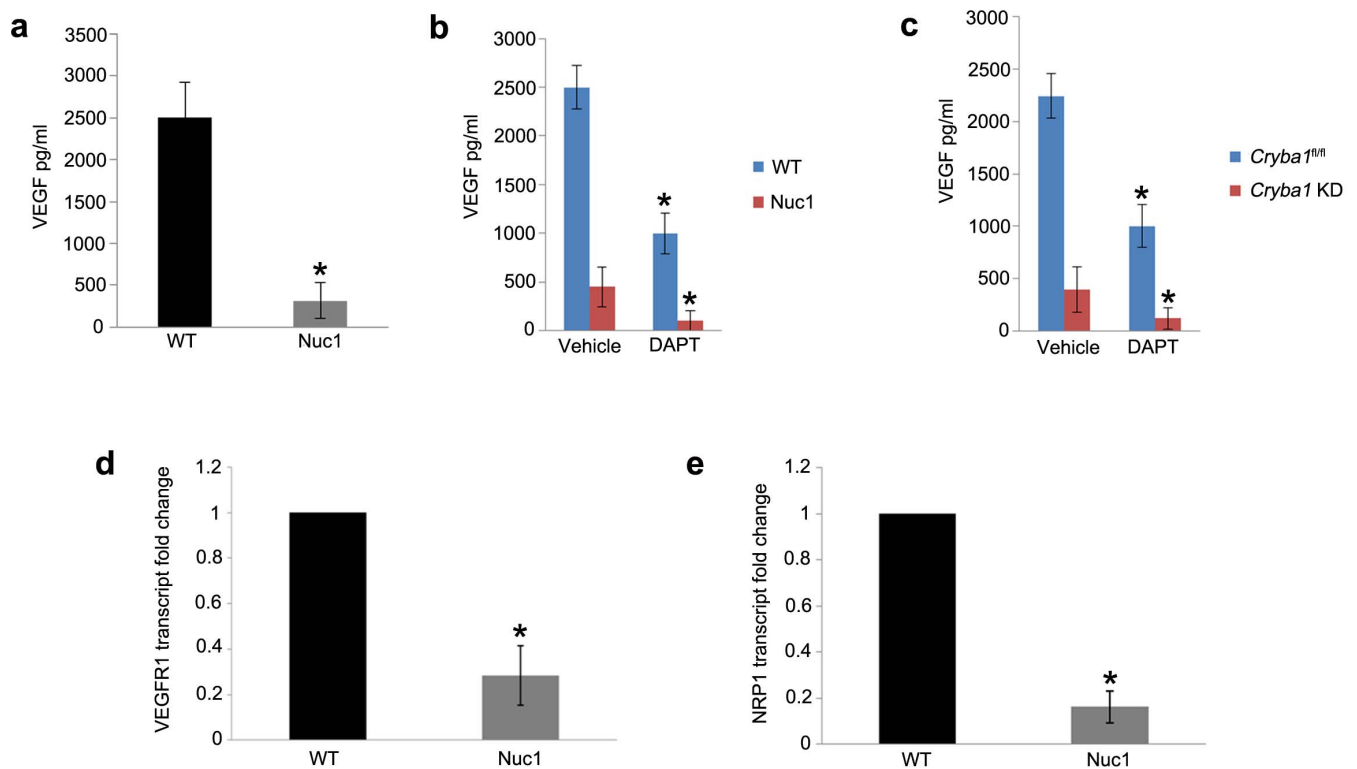 a
VEGF pg/ml
3500
3000
2500
2000
1500
1000
500
0
*
WT
Nuc1
b
VEGF pg/ml
3000
2500
2000
1500
1000
500
0
*
*
Vehicle
DAPT
WT
Nuc1
c
VEGF pg/ml
3000
2500
2000
1500
1000
500
0
*
*
Vehicle
DAPT
Cryba1fl/fl
Cryba1 KD
d
VEGFR1 transcript fold change
1.2
1
0.8
0.6
0.4
0.2
0
*
WT
Nuc1
e
NRP1 transcript fold change
1.2
1
0.8
0.6
0.4
0.2
0
*
WT
Nuc1